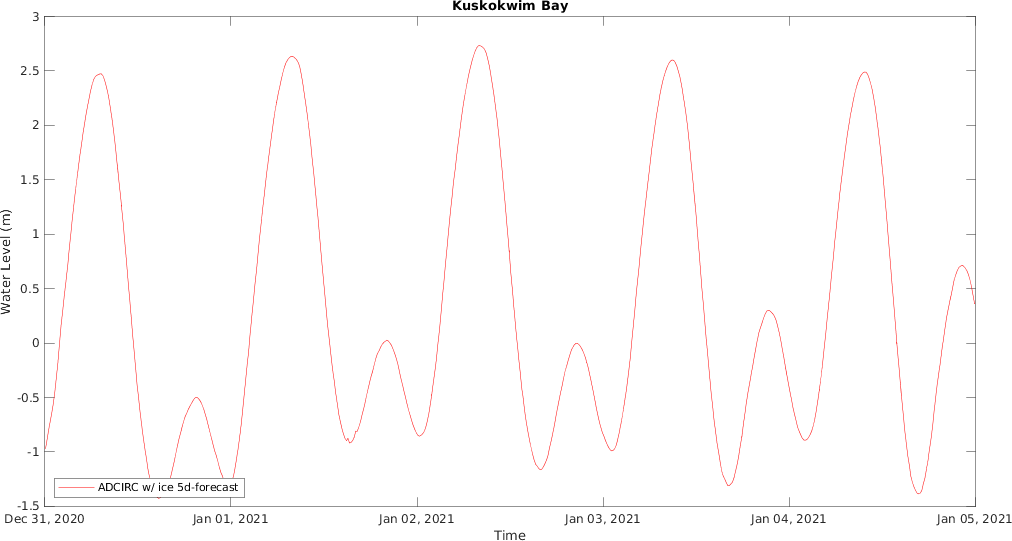 Kuskokwim Bay
3
2.5
2
1.5
1
0.5
0
-0.5
-1
-1.5
Water Level (m)
ADCIRC w/ ice 5d-forecast
Dec 31, 2020 Jan 01, 2021 Jan 02, 2021 Jan 03, 2021 Jan 04, 2021 Jan 05, 2021
Time